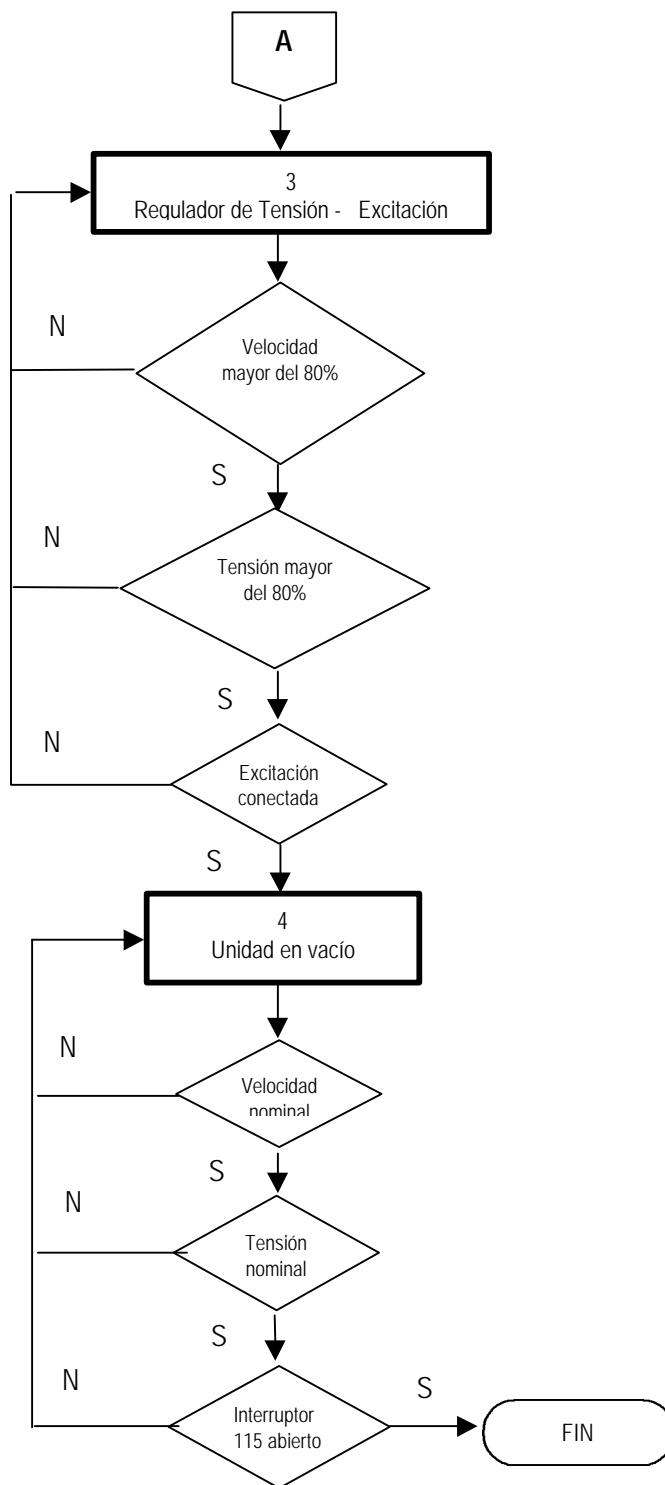 A
3
Regulador de Tensión - Excitación
N
Velocidad
mayor del 80%
S
N
Tensión mayor
del 80%
S
N
Excitación
conectada
S
4
Unidad en vacío
N
Velocidad
nominal
S
N
Tensión
nominal
S
N
S
Interruptor
115 abierto
FIN